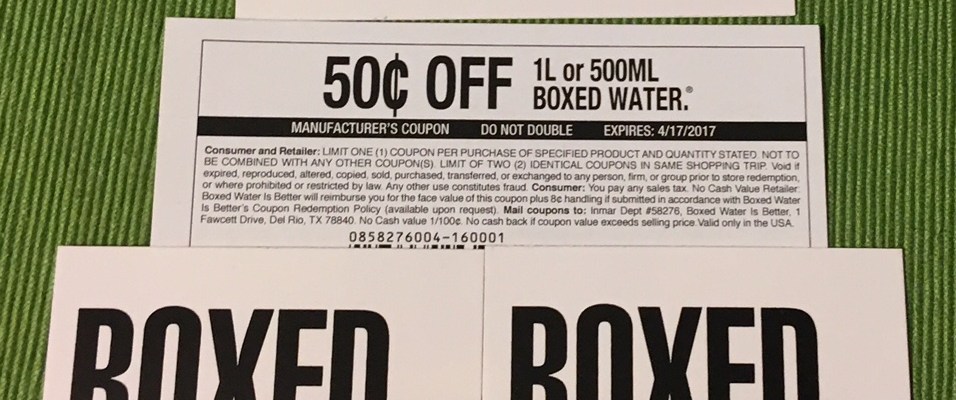 50¢ OFF
1L or 500ML
BOXED WATER.®
MANUFACTURER'S COUPON DO NOT DOUBLE EXPIRES: 4/17/2017
Consumer and Retailer: LIMIT ONE (1) COUPON PER PURCHASE OF SPECIFIED PRODUCT AND QUANTITY STATED. NOT TO
BE COMBINED WITH ANY OTHER COUPON(S). LIMIT OF TWO (2) IDENTICAL COUPONS IN SAME SHOPPING TRIP. Void if
expired, reproduced, altered, copied, sold, purchased, transferred, or exchanged to any person, firm, or group prior to store redemption,
or where prohibited or restricted by law. Any other use constitutes fraud. Consumer: You pay any sales tax. No Cash Value Retailer:
Boxed Water Is Better will reimburse you for the face value of this coupon plus 8¢ handling if submitted in accordance with Boxed Water
Is Better's Coupon Redemption Policy (available upon request). Mail coupons to: Inmar Dept #58276, Boxed Water Is Better, 1
Fawcett Drive, Del Rio, TX 78840. No Cash value 1/100¢. No cash back if coupon value exceeds selling price.Valid only in the USA.
0858276004-160001
BOXED BOXED